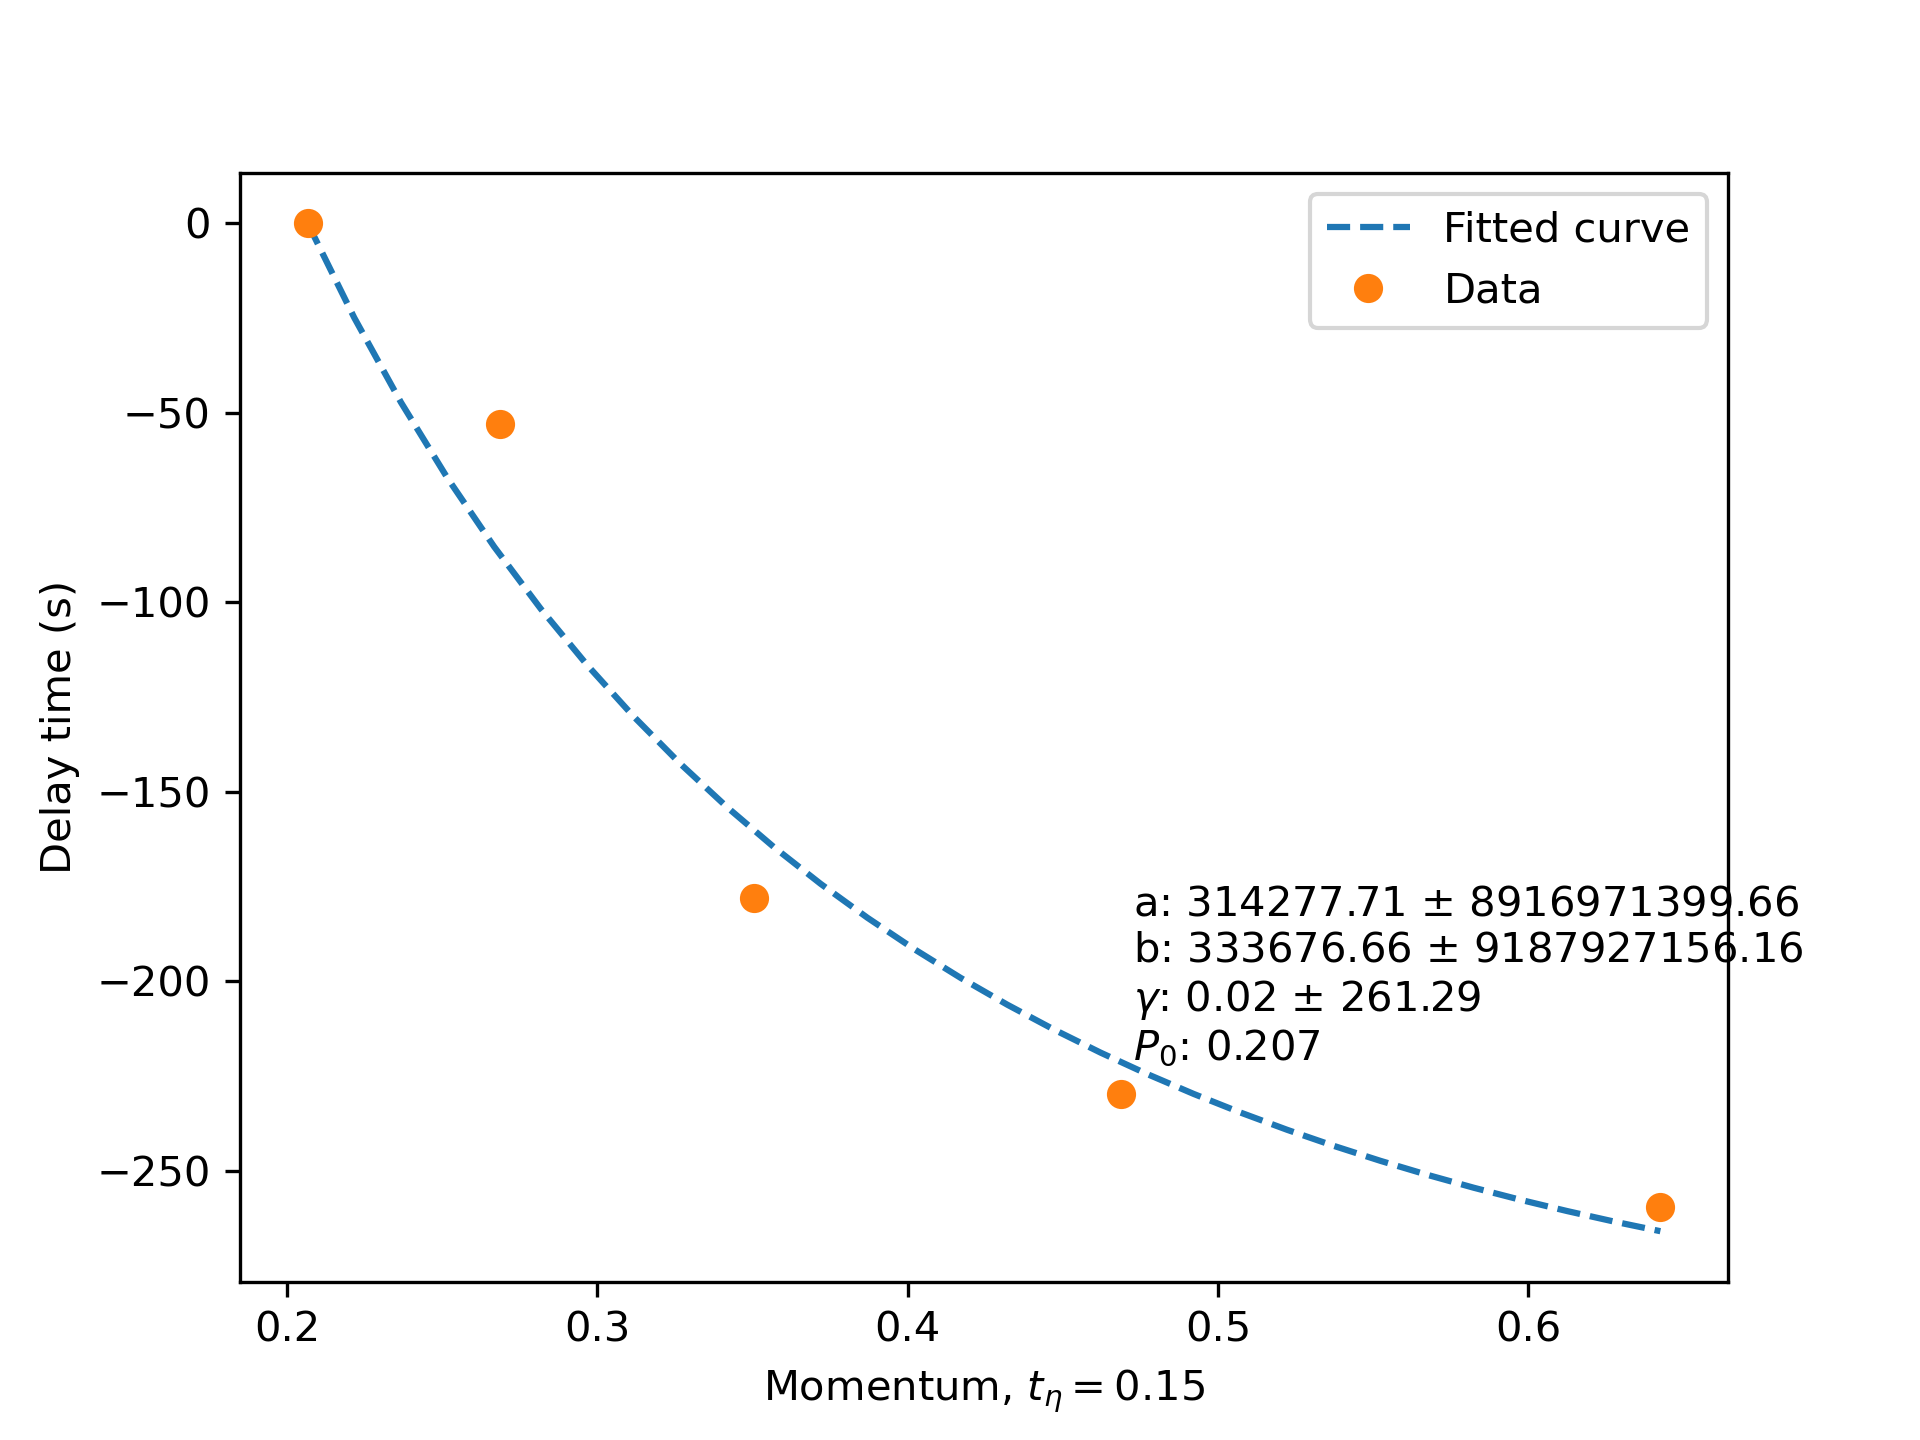 Fitted curve
Data
0
−50
−100
−150
−200
−250
Delay time (s)
a: 314277.71 ± 8916971399.66
b: 333676.66 ± 9187927156.16
γ: 0.02 ± 261.29
P₀: 0.207
0.2 0.3 0.4 0.5 0.6
Momentum, tη = 0.15